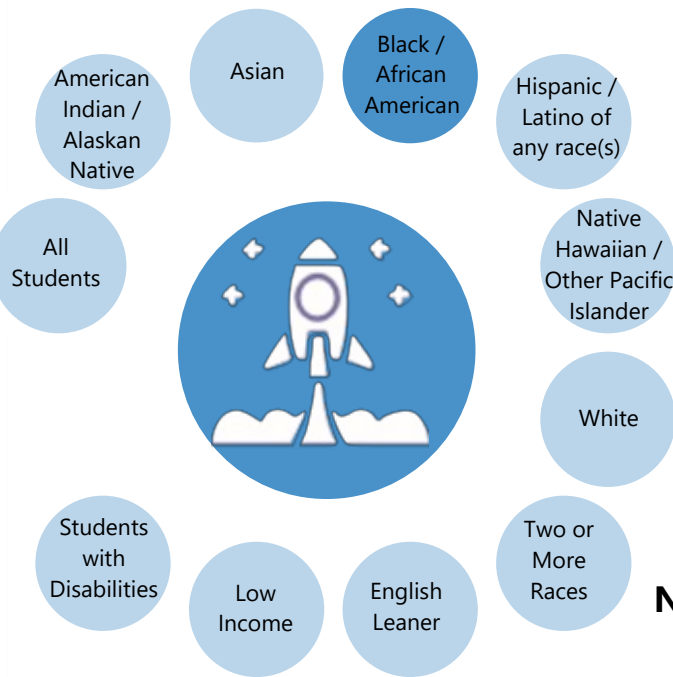 Black /
African
American
Asian
American
Indian /
Alaskan
Native
Hispanic /
Latino of
any race(s)
All
Students
Native
Hawaiian /
Other Pacific
Islander
White
Students
with
Disabilities
Low
Income
English
Leaner
Two or
More
Races
N